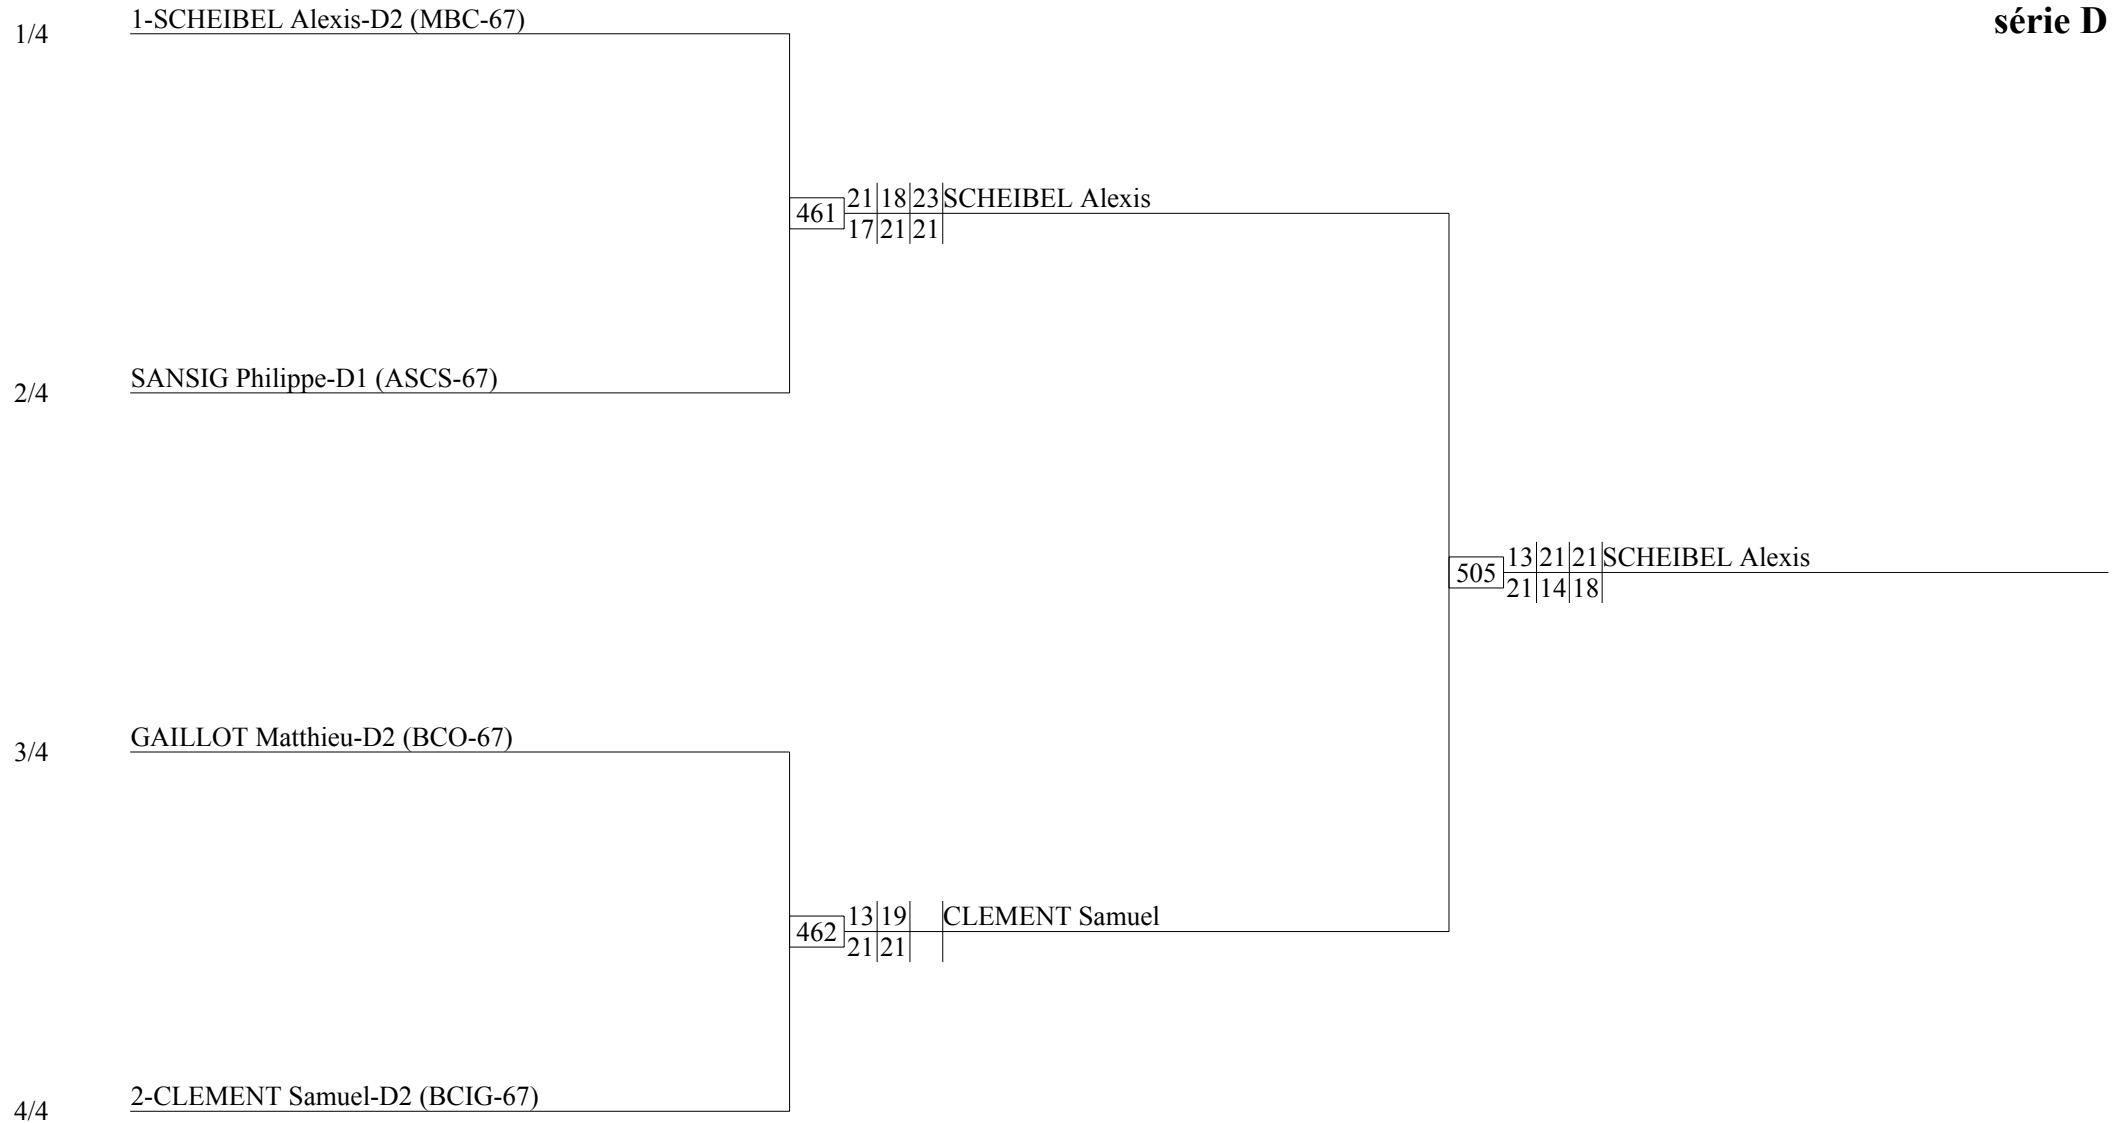 série D
1/4
1-SCHEIBEL Alexis-D2 (MBC-67)
461
21 18 23 SCHEIBEL Alexis
17 21 21
2/4
SANSIG Philippe-D1 (ASCS-67)
505
13 21 21 SCHEIBEL Alexis
21 14 18
3/4
GAILLOT Matthieu-D2 (BCO-67)
462
13 19 CLEMENT Samuel
21 21
4/4
2-CLEMENT Samuel-D2 (BCIG-67)